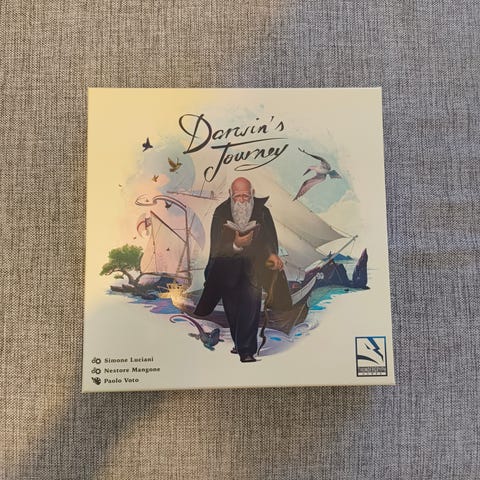 Darwin's
Journey
Simone Luciani
Nestore Mangone
Paolo Voto